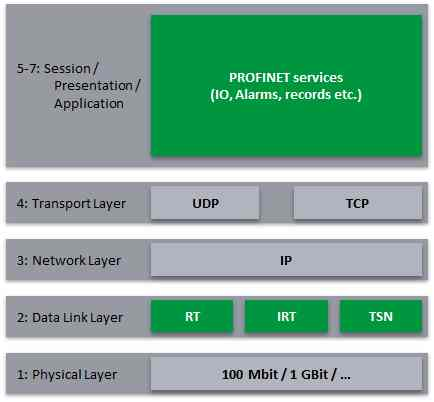 5-7: Session /
Presentation /
Application
PROFINET services
(IO, Alarms, records etc.)
4: Transport Layer
UDP
TCP
3: Network Layer
IP
2: Data Link Layer
RT
IRT
TSN
1: Physical Layer
100 Mbit / 1 GBit / ...